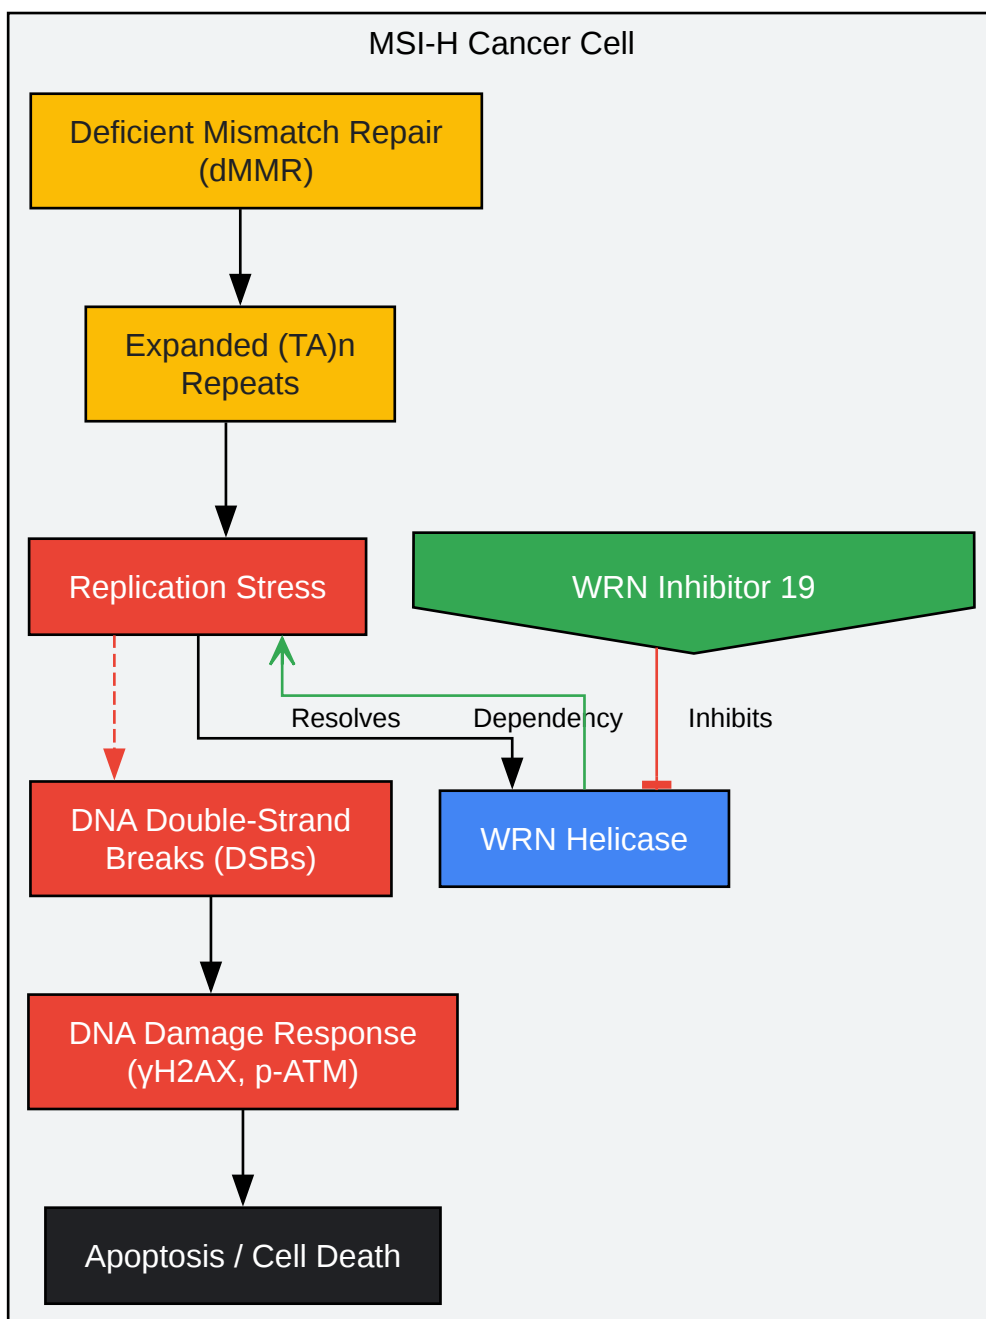 MSI-H Cancer Cell
Deficient Mismatch Repair
(dMMR)
Expanded (TA)n
Repeats
Replication Stress
WRN Inhibitor 19
Resolves
Dependency
Inhibits
DNA Double-Strand
Breaks (DSBs)
WRN Helicase
DNA Damage Response
(γH2AX, p-ATM)
Apoptosis / Cell Death